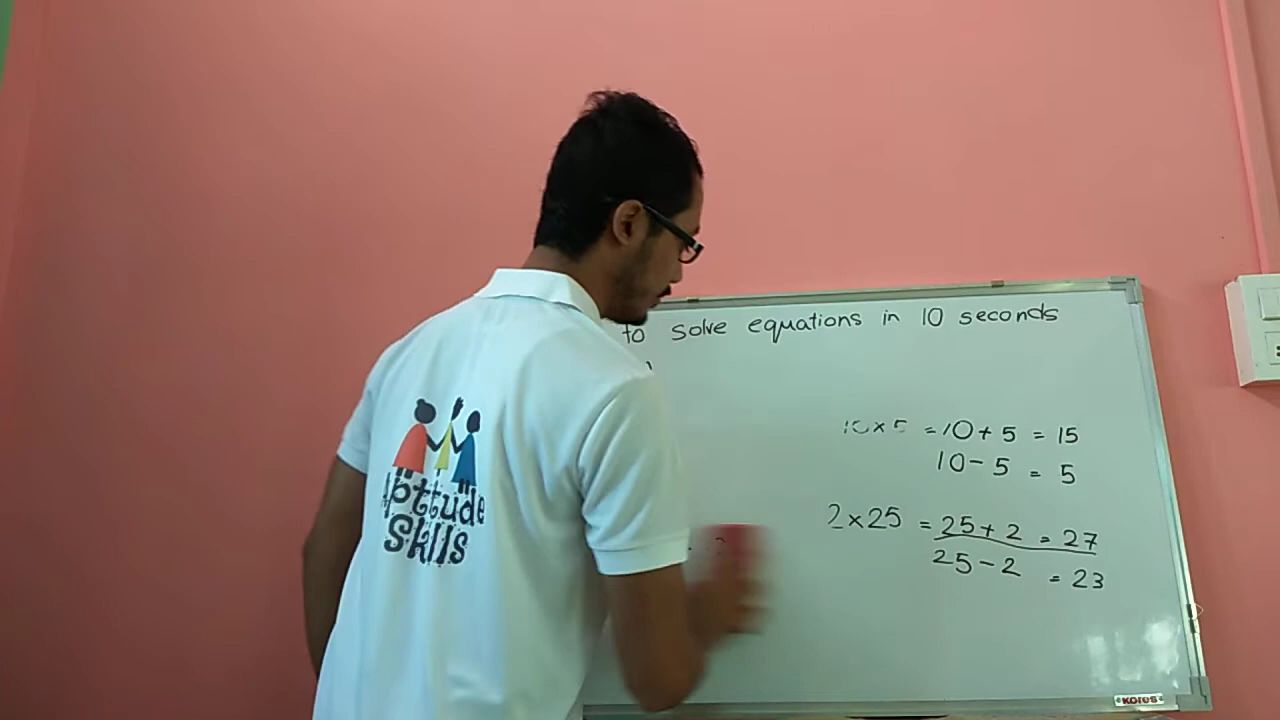 to solve equations in 10 seconds
10×5 = 10+5 = 15
10-5 = 5
2×25 = 25+2 = 27
25-2 = 23
Apttude
Skills
KORES